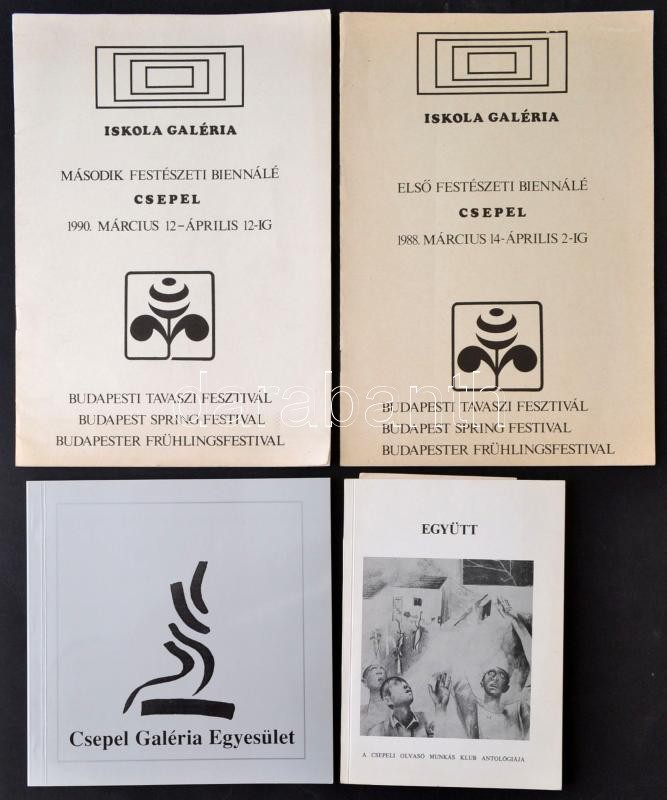 ISKOLA GALÉRIA
MÁSODIK FESTÉSZETI BIENNÁLÉ
CSEPEL
1990. MÁRCIUS 12–ÁPRILIS 12-IG
BUDAPESTI TAVASZI FESZTIVÁL
BUDAPEST SPRING FESTIVAL
BUDAPESTER FRÜHLINGSFESTIVAL
ISKOLA GALÉRIA
ELSŐ FESTÉSZETI BIENNÁLÉ
CSEPEL
1988. MÁRCIUS 14-ÁPRILIS 2-IG
BUDAPESTI TAVASZI FESZTIVÁL
BUDAPEST SPRING FESTIVAL
BUDAPESTER FRÜHLINGSFESTIVAL
darabanth
Csepel Galéria Egyesület
EGYÜTT
A CSEPELI OLVASÓ MUNKÁS KLUB ANTOLÓGIÁJA